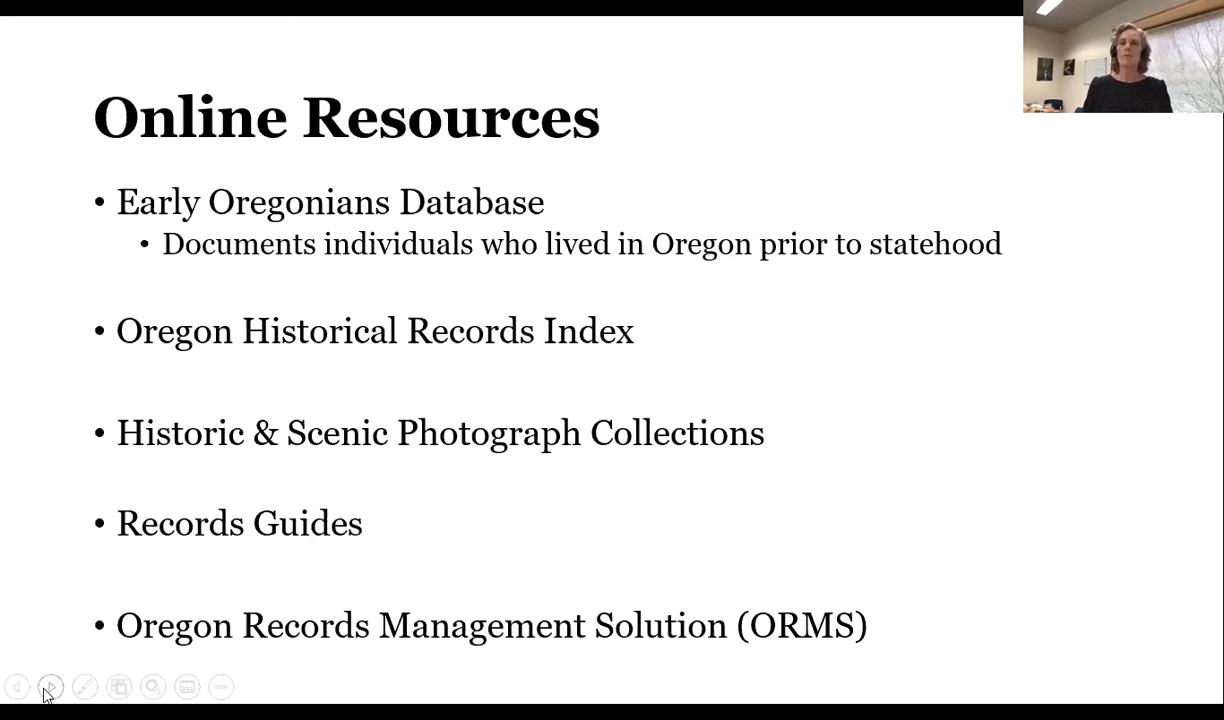 Online Resources
• Early Oregonians Database
• Documents individuals who lived in Oregon prior to statehood
• Oregon Historical Records Index
• Historic & Scenic Photograph Collections
• Records Guides
• Oregon Records Management Solution (ORMS)